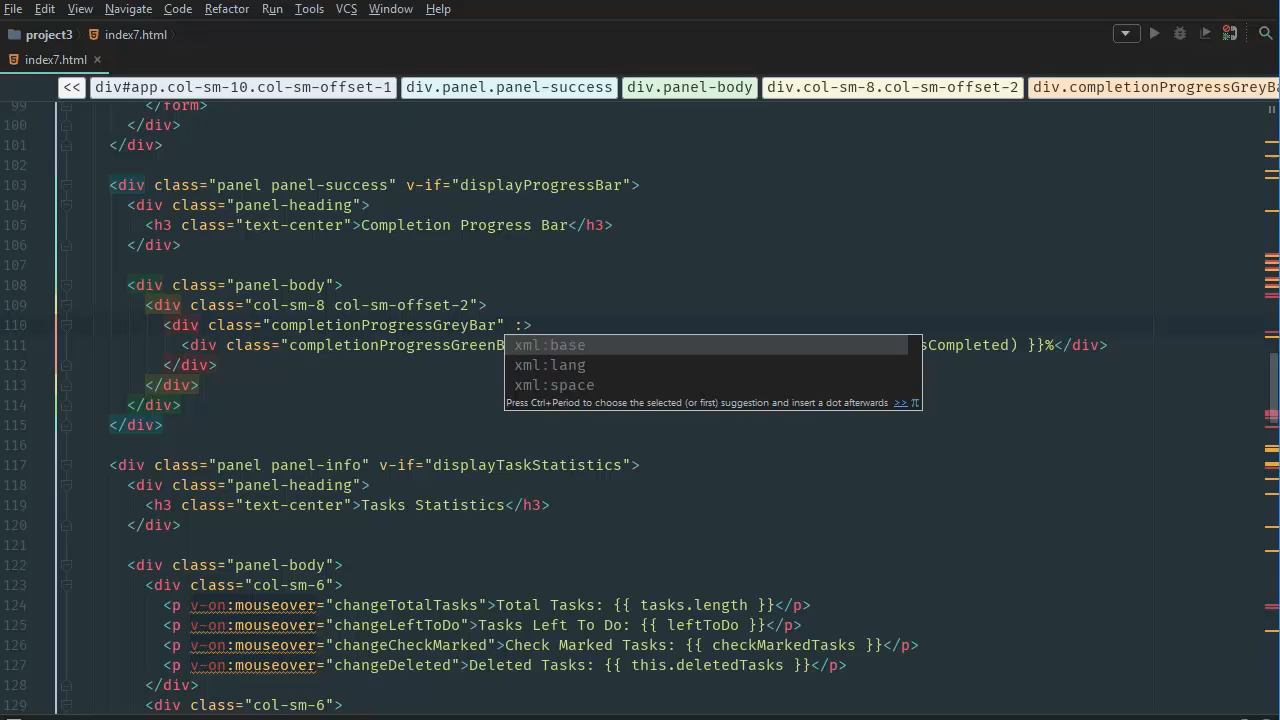 File Edit View Navigate Code Refactor Run Tools VCS Window Help
project3 index7.html
index7.html ×
<< div#app.col-sm-10.col-sm-offset-1 div.panel.panel-success div.panel-body div.col-sm-8.col-sm-offset-2 div.completionProgressGreyBa
99 </form>
100 </div>
101 </div>
102
103 <div class="panel panel-success" v-if="displayProgressBar">
104 <div class="panel-heading">
105 <h3 class="text-center">Completion Progress Bar</h3>
106 </div>
107
108 <div class="panel-body">
109 <div class="col-sm-8 col-sm-offset-2">
110 <div class="completionProgressGreyBar" :>
111 <div class="completionProgressGreenB sCompleted) }}%</div>
xml:base
112 </div>
xml:lang
113 </div>
xml:space
114 </div>
Press Ctrl+Period to choose the selected (or first) suggestion and insert a dot afterwards >> π
115 </div>
116
117 <div class="panel panel-info" v-if="displayTaskStatistics">
118 <div class="panel-heading">
119 <h3 class="text-center">Tasks Statistics</h3>
120 </div>
121
122 <div class="panel-body">
123 <div class="col-sm-6">
124 <p v-on:mouseover="changeTotalTasks">Total Tasks: {{ tasks.length }}</p>
125 <p v-on:mouseover="changeLeftToDo">Tasks Left To Do: {{ leftToDo }}</p>
126 <p v-on:mouseover="changeCheckMarked">Check Marked Tasks: {{ checkMarkedTasks }}</p>
127 <p v-on:mouseover="changeDeleted">Deleted Tasks: {{ this.deletedTasks }}</p>
128 </div>
129 <div class="col-sm-6">